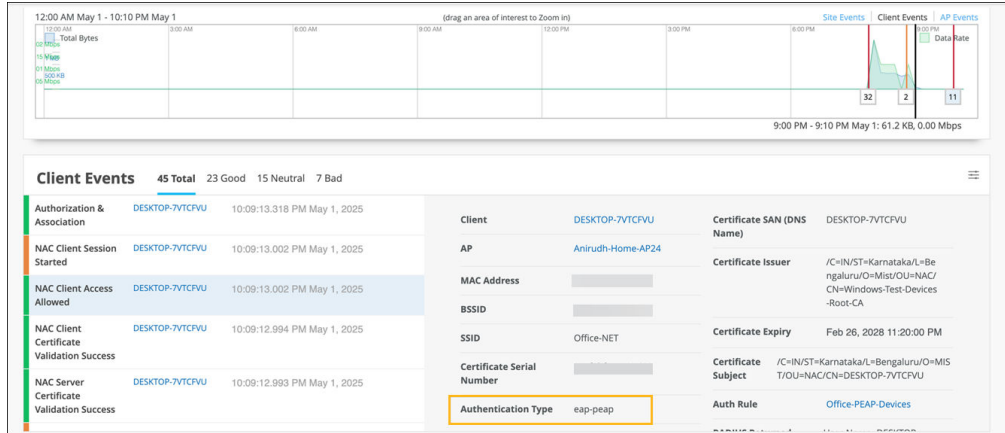 12:00 AM May 1 - 10:10 PM May 1
(drag an area of interest to Zoom in)
Site Events | Client Events | AP Events
12:00 AM 3:00 AM 6:00 AM 9:00 AM 12:00 PM 3:00 PM 6:00 PM 9:00 PM
Total Bytes
Data Rate
500 KB
32 2 11
9:00 PM - 9:10 PM May 1: 61.2 KB, 0.00 Mbps
Client Events 45 Total 23 Good 15 Neutral 7 Bad
Authorization &
Association
DESKTOP-7VTCFVU 10:09:13.318 PM May 1, 2025
NAC Client Session
Started
DESKTOP-7VTCFVU 10:09:13.002 PM May 1, 2025
NAC Client Access
Allowed
DESKTOP-7VTCFVU 10:09:13.002 PM May 1, 2025
NAC Client
Certificate
Validation Success
DESKTOP-7VTCFVU 10:09:12.994 PM May 1, 2025
NAC Server
Certificate
Validation Success
DESKTOP-7VTCFVU 10:09:12.993 PM May 1, 2025
Client DESKTOP-7VTCFVU
AP Anirudh-Home-AP24
MAC Address
BSSID
SSID Office-NET
Certificate Serial
Number
Authentication Type eap-peap
Certificate SAN (DNS
Name)
DESKTOP-7VTCFVU
Certificate Issuer
/C=IN/ST=Karnataka/L=Be
ngaluru/O=Mist/OU=NAC/
CN=Windows-Test-Devices
-Root-CA
Certificate Expiry Feb 26, 2028 11:20:00 PM
Certificate
Subject
/C=IN/ST=Karnataka/L=Bengaluru/O=MIS
T/OU=NAC/CN=DESKTOP-7VTCFVU
Auth Rule Office-PEAP-Devices